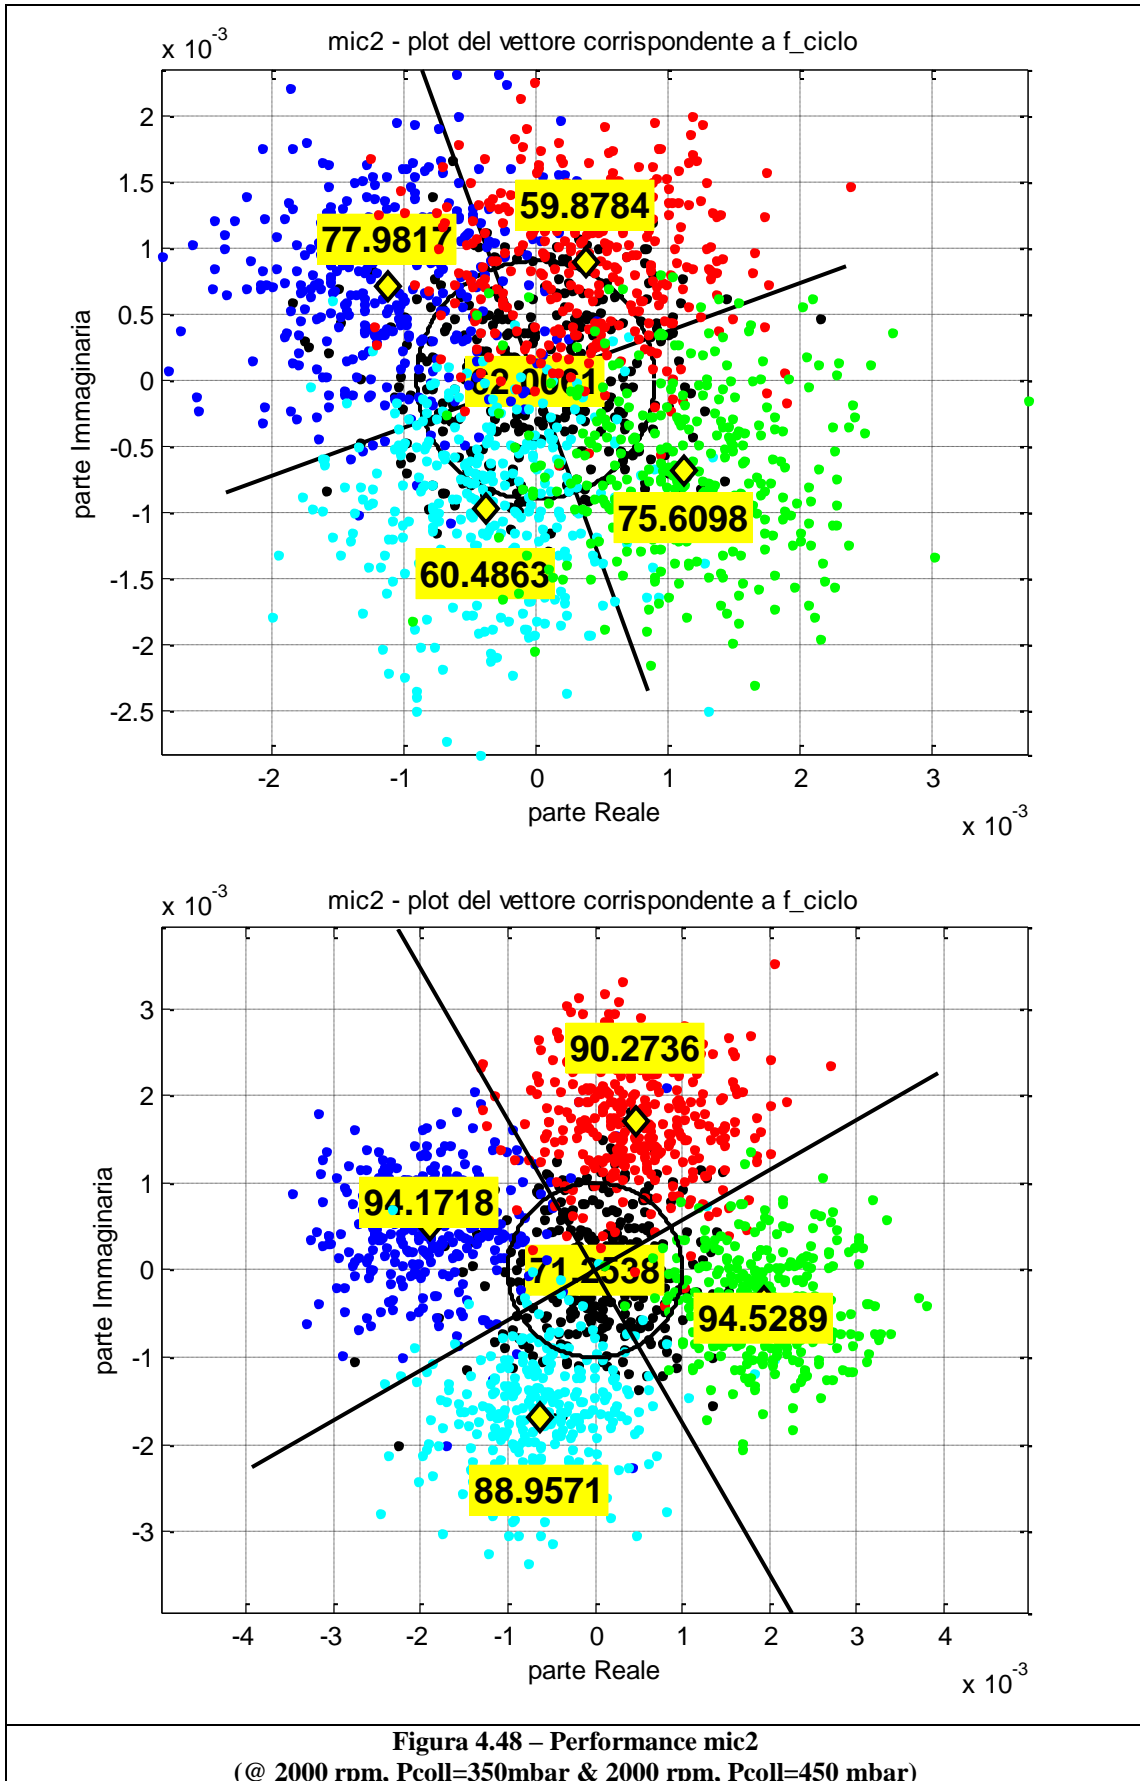 x 10^-3
mic2 - plot del vettore corrispondente a f_ciclo
2
1.5
1
0.5
0
-0.5
-1
-1.5
-2
-2.5
parte Immaginaria
59.8784
77.9817
75.6098
60.4863
-2 -1 0 1 2 3
parte Reale
x 10^-3
x 10^-3
mic2 - plot del vettore corrispondente a f_ciclo
3
2
1
0
-1
-2
-3
parte Immaginaria
90.2736
94.1718
94.5289
88.9571
-4 -3 -2 -1 0 1 2 3 4
parte Reale
x 10^-3
Figura 4.48 – Performance mic2
(@ 2000 rpm, Pcoll=350mbar & 2000 rpm, Pcoll=450 mbar)